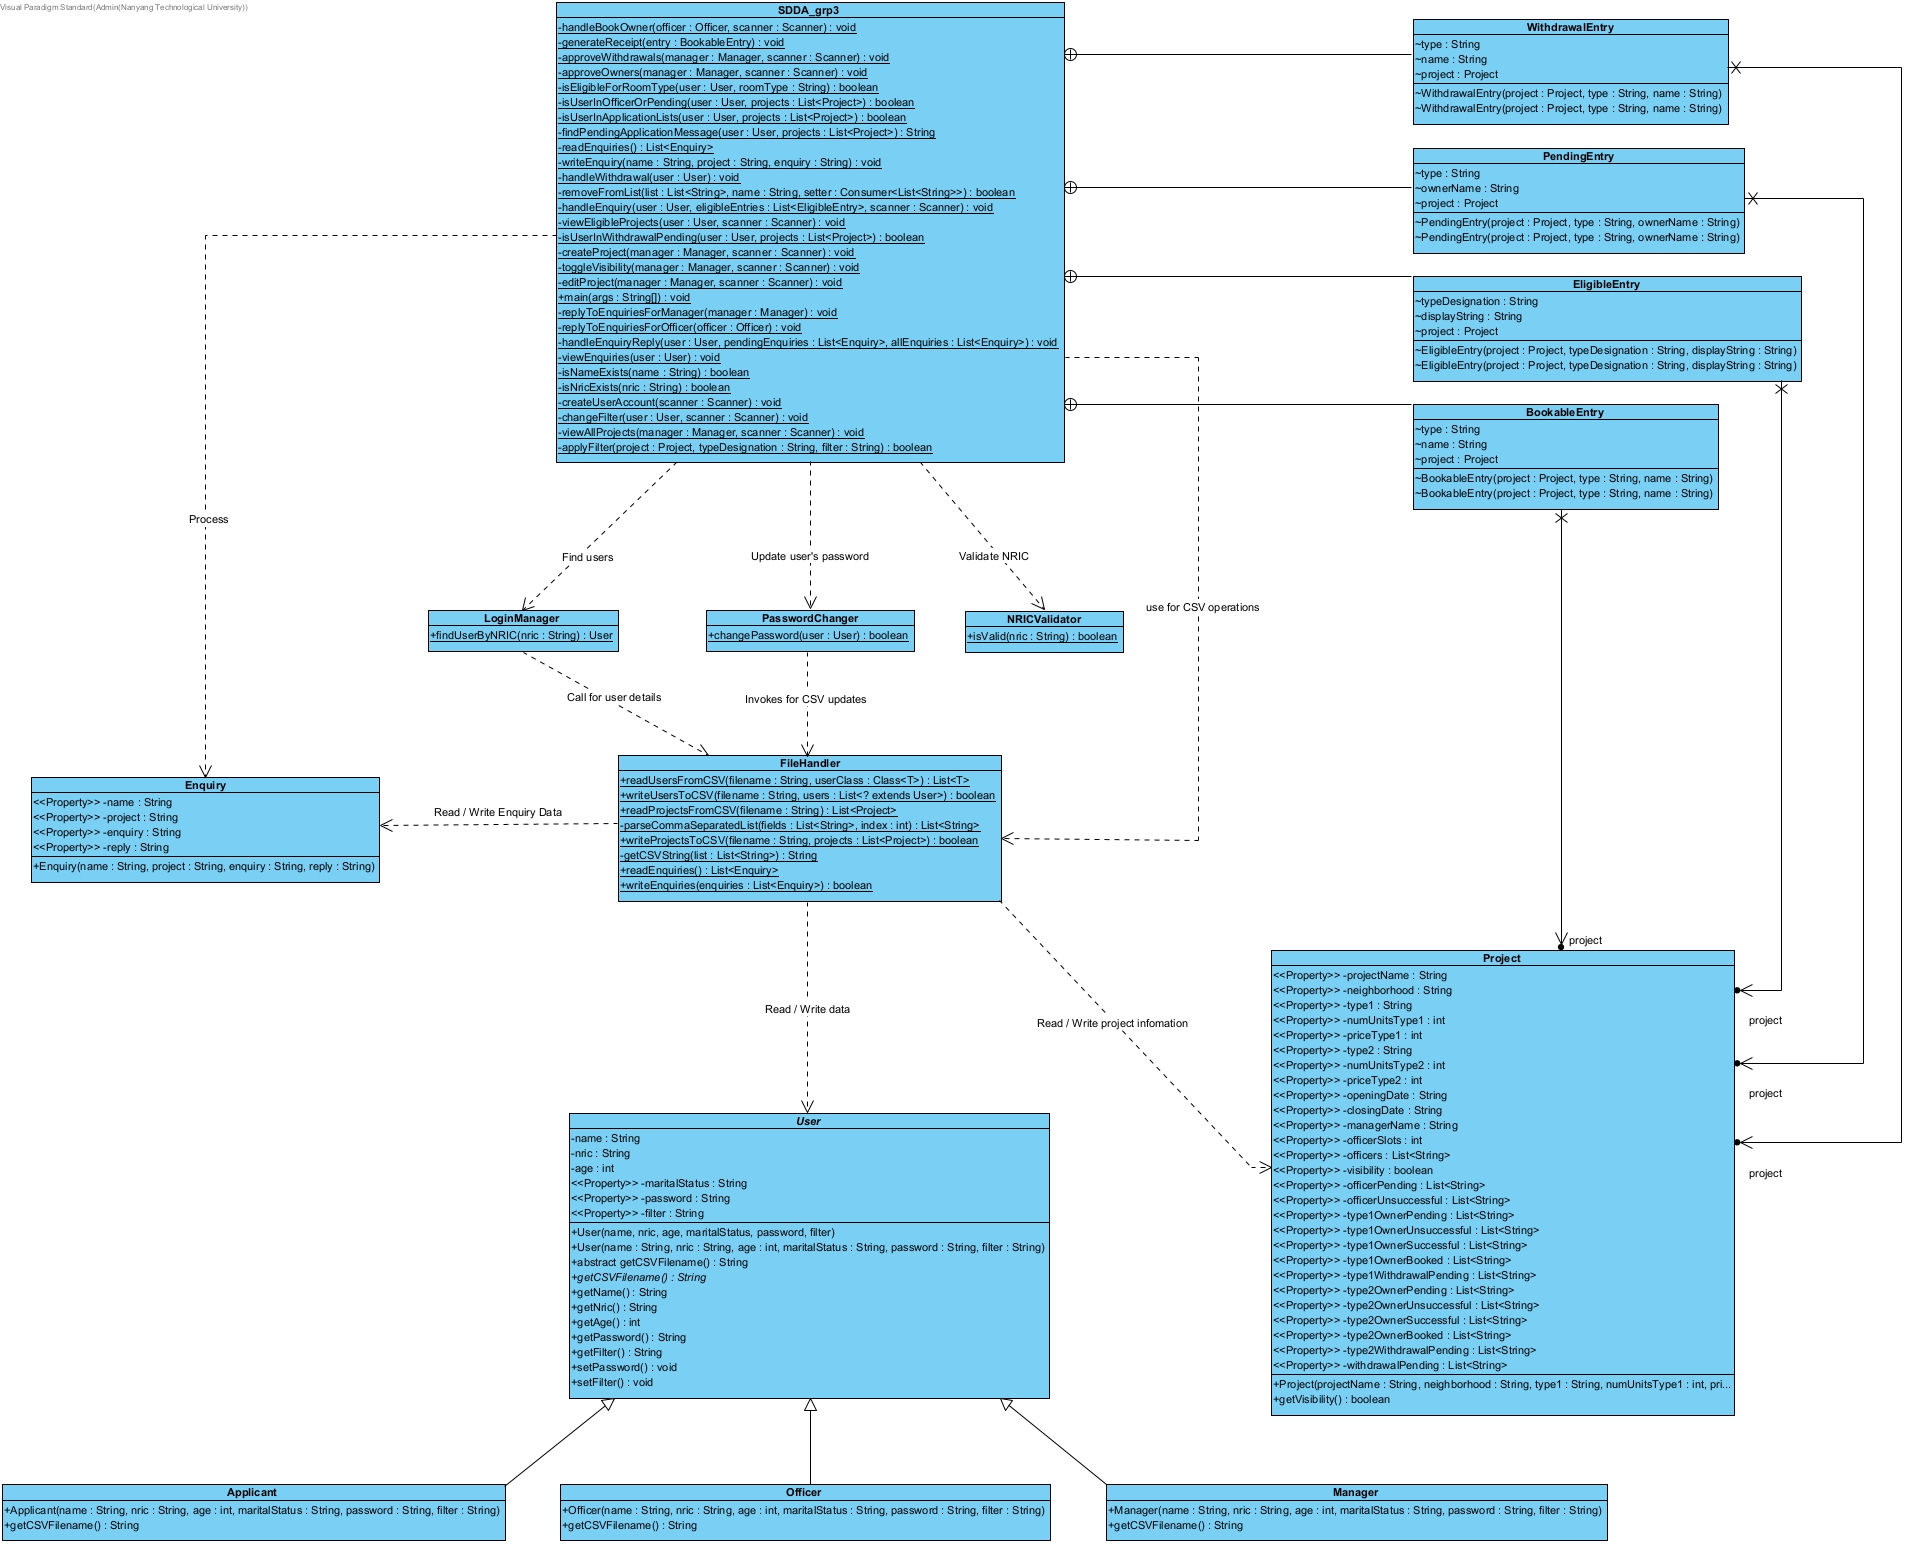 Visual Paradigm Standard(Admin(Nanyang Technological University))
SDDA_grp3
-handleBookOwner(officer : Officer, scanner : Scanner) : void
-generateReceipt(entry : BookableEntry) : void
-approveWithdrawals(manager : Manager, scanner : Scanner) : void
-approveOwners(manager : Manager, scanner : Scanner) : void
-isEligibleForRoomType(user : User, roomType : String) : boolean
-isUserInOfficerOrPending(user : User, projects : List<Project>) : boolean
-isUserInApplicationLists(user : User, projects : List<Project>) : boolean
-findPendingApplicationMessage(user : User, projects : List<Project>) : String
-readEnquiries() : List<Enquiry>
-writeEnquiry(name : String, project : String, enquiry : String) : void
-handleWithdrawal(user : User) : void
-removeFromList(list : List<String>, name : String, setter : Consumer<List<String>>) : boolean
-handleEnquiry(user : User, eligibleEntries : List<EligibleEntry>, scanner : Scanner) : void
-viewEligibleProjects(user : User, scanner : Scanner) : void
-isUserInWithdrawalPending(user : User, projects : List<Project>) : boolean
-createProject(manager : Manager, scanner : Scanner) : void
-toggleVisibility(manager : Manager, scanner : Scanner) : void
-editProject(manager : Manager, scanner : Scanner) : void
+main(args : String[]) : void
-replyToEnquiriesForManager(manager : Manager) : void
-replyToEnquiriesForOfficer(officer : Officer) : void
-handleEnquiryReply(user : User, pendingEnquiries : List<Enquiry>, allEnquiries : List<Enquiry>) : void
-viewEnquiries(user : User) : void
-isNameExists(name : String) : boolean
-isNricExists(nric : String) : boolean
-createUserAccount(scanner : Scanner) : void
-changeFilter(user : User, scanner : Scanner) : void
-viewAllProjects(manager : Manager, scanner : Scanner) : void
-applyFilter(project : Project, typeDesignation : String, filter : String) : boolean
WithdrawalEntry
~type : String
~name : String
~project : Project
~WithdrawalEntry(project : Project, type : String, name : String)
~WithdrawalEntry(project : Project, type : String, name : String)
PendingEntry
~type : String
~ownerName : String
~project : Project
~PendingEntry(project : Project, type : String, ownerName : String)
~PendingEntry(project : Project, type : String, ownerName : String)
EligibleEntry
~typeDesignation : String
~displayString : String
~project : Project
~EligibleEntry(project : Project, typeDesignation : String, displayString : String)
~EligibleEntry(project : Project, typeDesignation : String, displayString : String)
BookableEntry
~type : String
~name : String
~project : Project
~BookableEntry(project : Project, type : String, name : String)
~BookableEntry(project : Project, type : String, name : String)
Process
Find users
Update user's password
Validate NRIC
use for CSV operations
LoginManager
+findUserByNRIC(nric : String) : User
PasswordChanger
+changePassword(user : User) : boolean
NRICValidator
+isValid(nric : String) : boolean
Call for user details
Invokes for CSV updates
FileHandler
+readUsersFromCSV(filename : String, userClass : Class<T>) : List<T>
+writeUsersToCSV(filename : String, users : List<? extends User>) : boolean
+readProjectsFromCSV(filename : String) : List<Project>
-parseCommaSeparatedList(fields : List<String>, index : int) : List<String>
+writeProjectsToCSV(filename : String, projects : List<Project>) : boolean
-getCSVString(list : List<String>) : String
+readEnquiries() : List<Enquiry>
+writeEnquiries(enquiries : List<Enquiry>) : boolean
Enquiry
<<Property>> -name : String
<<Property>> -project : String
<<Property>> -enquiry : String
<<Property>> -reply : String
+Enquiry(name : String, project : String, enquiry : String, reply : String)
Read / Write Enquiry Data
Read / Write data
Read / Write project infomation
project
project
project
project
Project
<<Property>> -projectName : String
<<Property>> -neighborhood : String
<<Property>> -type1 : String
<<Property>> -numUnitsType1 : int
<<Property>> -priceType1 : int
<<Property>> -type2 : String
<<Property>> -numUnitsType2 : int
<<Property>> -priceType2 : int
<<Property>> -openingDate : String
<<Property>> -closingDate : String
<<Property>> -managerName : String
<<Property>> -officerSlots : int
<<Property>> -officers : List<String>
<<Property>> -visibility : boolean
<<Property>> -officerPending : List<String>
<<Property>> -officerUnsuccessful : List<String>
<<Property>> -type1OwnerPending : List<String>
<<Property>> -type1OwnerUnsuccessful : List<String>
<<Property>> -type1OwnerSuccessful : List<String>
<<Property>> -type1OwnerBooked : List<String>
<<Property>> -type1WithdrawalPending : List<String>
<<Property>> -type2OwnerPending : List<String>
<<Property>> -type2OwnerUnsuccessful : List<String>
<<Property>> -type2OwnerSuccessful : List<String>
<<Property>> -type2OwnerBooked : List<String>
<<Property>> -type2WithdrawalPending : List<String>
<<Property>> -withdrawalPending : List<String>
+Project(projectName : String, neighborhood : String, type1 : String, numUnitsType1 : int, pri...
+getVisibility() : boolean
User
-name : String
-nric : String
-age : int
<<Property>> -maritalStatus : String
<<Property>> -password : String
<<Property>> -filter : String
+User(name, nric, age, maritalStatus, password, filter)
+User(name : String, nric : String, age : int, maritalStatus : String, password : String, filter : String)
+abstract getCSVFilename() : String
+getCSVFilename() : String
+getName() : String
+getNric() : String
+getAge() : int
+getPassword() : String
+getFilter() : String
+setPassword() : void
+setFilter() : void
Applicant
+Applicant(name : String, nric : String, age : int, maritalStatus : String, password : String, filter : String)
+getCSVFilename() : String
Officer
+Officer(name : String, nric : String, age : int, maritalStatus : String, password : String, filter : String)
+getCSVFilename() : String
Manager
+Manager(name : String, nric : String, age : int, maritalStatus : String, password : String, filter : String)
+getCSVFilename() : String